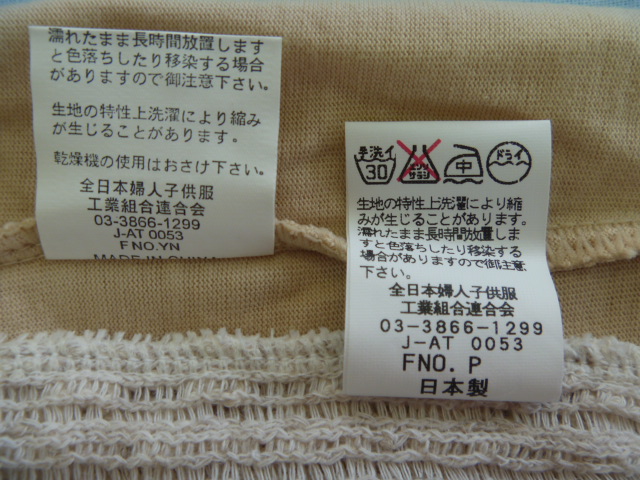 濡れたまま長時間放置します
と色落ちしたり移染する場合
がありますので御注意下さい。
生地の特性上洗濯により縮み
が生じることがあります。
乾燥機の使用はおさけ下さい。
全日本婦人子供服
工業組合連合会
03-3866-1299
J-AT 0053
F NO.YN
MADE IN CHINA
手洗イ
30
エンソ
サラシ
中
ドライ
生地の特性上洗濯により縮
みが生じることがあります。
濡れたまま長時間放置しま
すと色落ちしたり移染する
場合がありますので御注意
下さい。
全日本婦人子供服
工業組合連合会
03-3866-1299
J-AT 0053
FNO. P
日本製